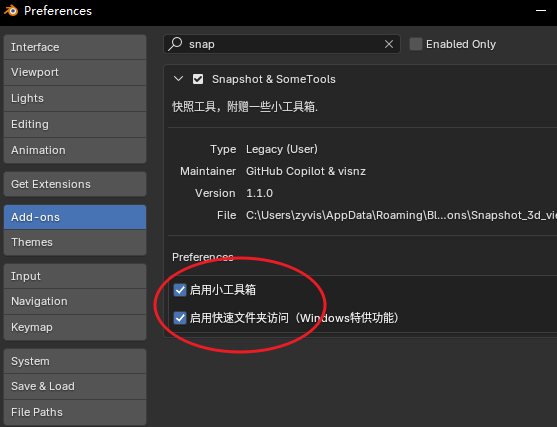 Preferences
Interface
Viewport
Lights
Editing
Animation
Get Extensions
Add-ons
Themes
Input
Navigation
Keymap
System
Save & Load
File Paths
snap
Enabled Only
Snapshot & SomeTools
快照工具，附赠一些小工具箱.
Type Legacy (User)
Maintainer GitHub Copilot & visnz
Version 1.1.0
File C:\Users\zyvis\AppData\Roaming\Bl...ons\Snapshot_3d_vie
Preferences
启用小工具箱
启用快速文件夹访问（Windows特供功能）